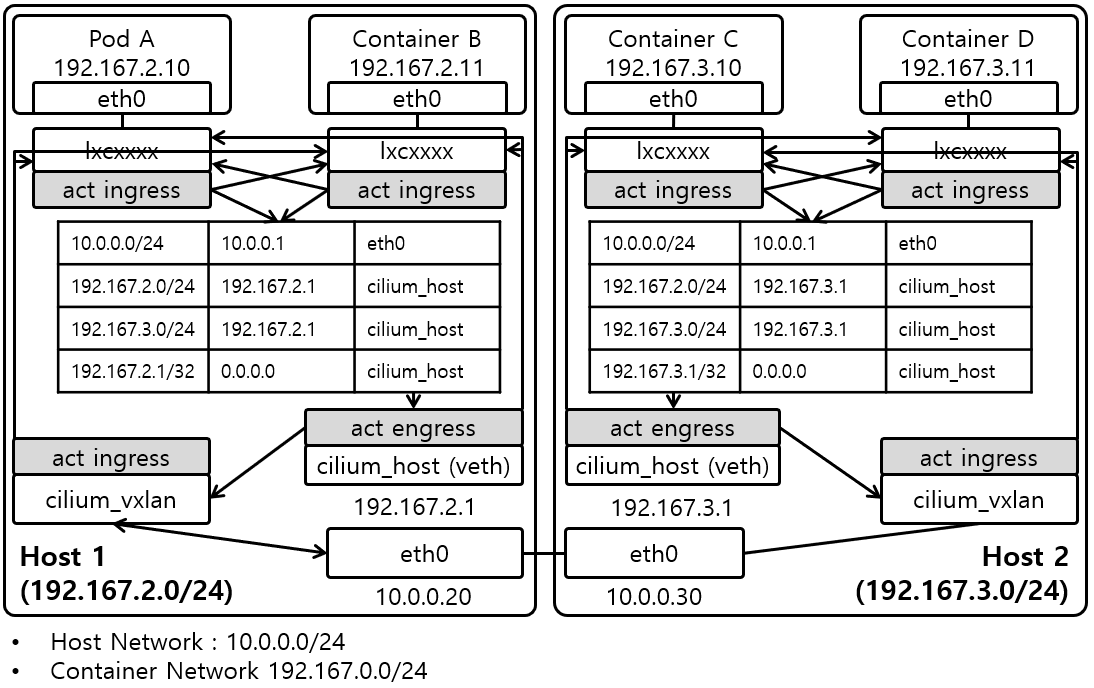 Pod A
192.167.2.10
eth0
Container B
192.167.2.11
eth0
Container C
192.167.3.10
eth0
Container D
192.167.3.11
eth0
lxcxxxx
act ingress
lxcxxxx
act ingress
lxcxxxx
act ingress
lxcxxxx
act ingress
10.0.0.0/24 10.0.0.1 eth0
192.167.2.0/24 192.167.2.1 cilium_host
192.167.3.0/24 192.167.2.1 cilium_host
192.167.2.1/32 0.0.0.0 cilium_host
10.0.0.0/24 10.0.0.1 eth0
192.167.2.0/24 192.167.3.1 cilium_host
192.167.3.0/24 192.167.3.1 cilium_host
192.167.3.1/32 0.0.0.0 cilium_host
act ingress
cilium_vxlan
act engress
cilium_host (veth)
192.167.2.1
act engress
cilium_host (veth)
192.167.3.1
act ingress
cilium_vxlan
Host 1
(192.167.2.0/24)
eth0
10.0.0.20
eth0
10.0.0.30
Host 2
(192.167.3.0/24)
• Host Network : 10.0.0.0/24
• Container Network 192.167.0.0/24